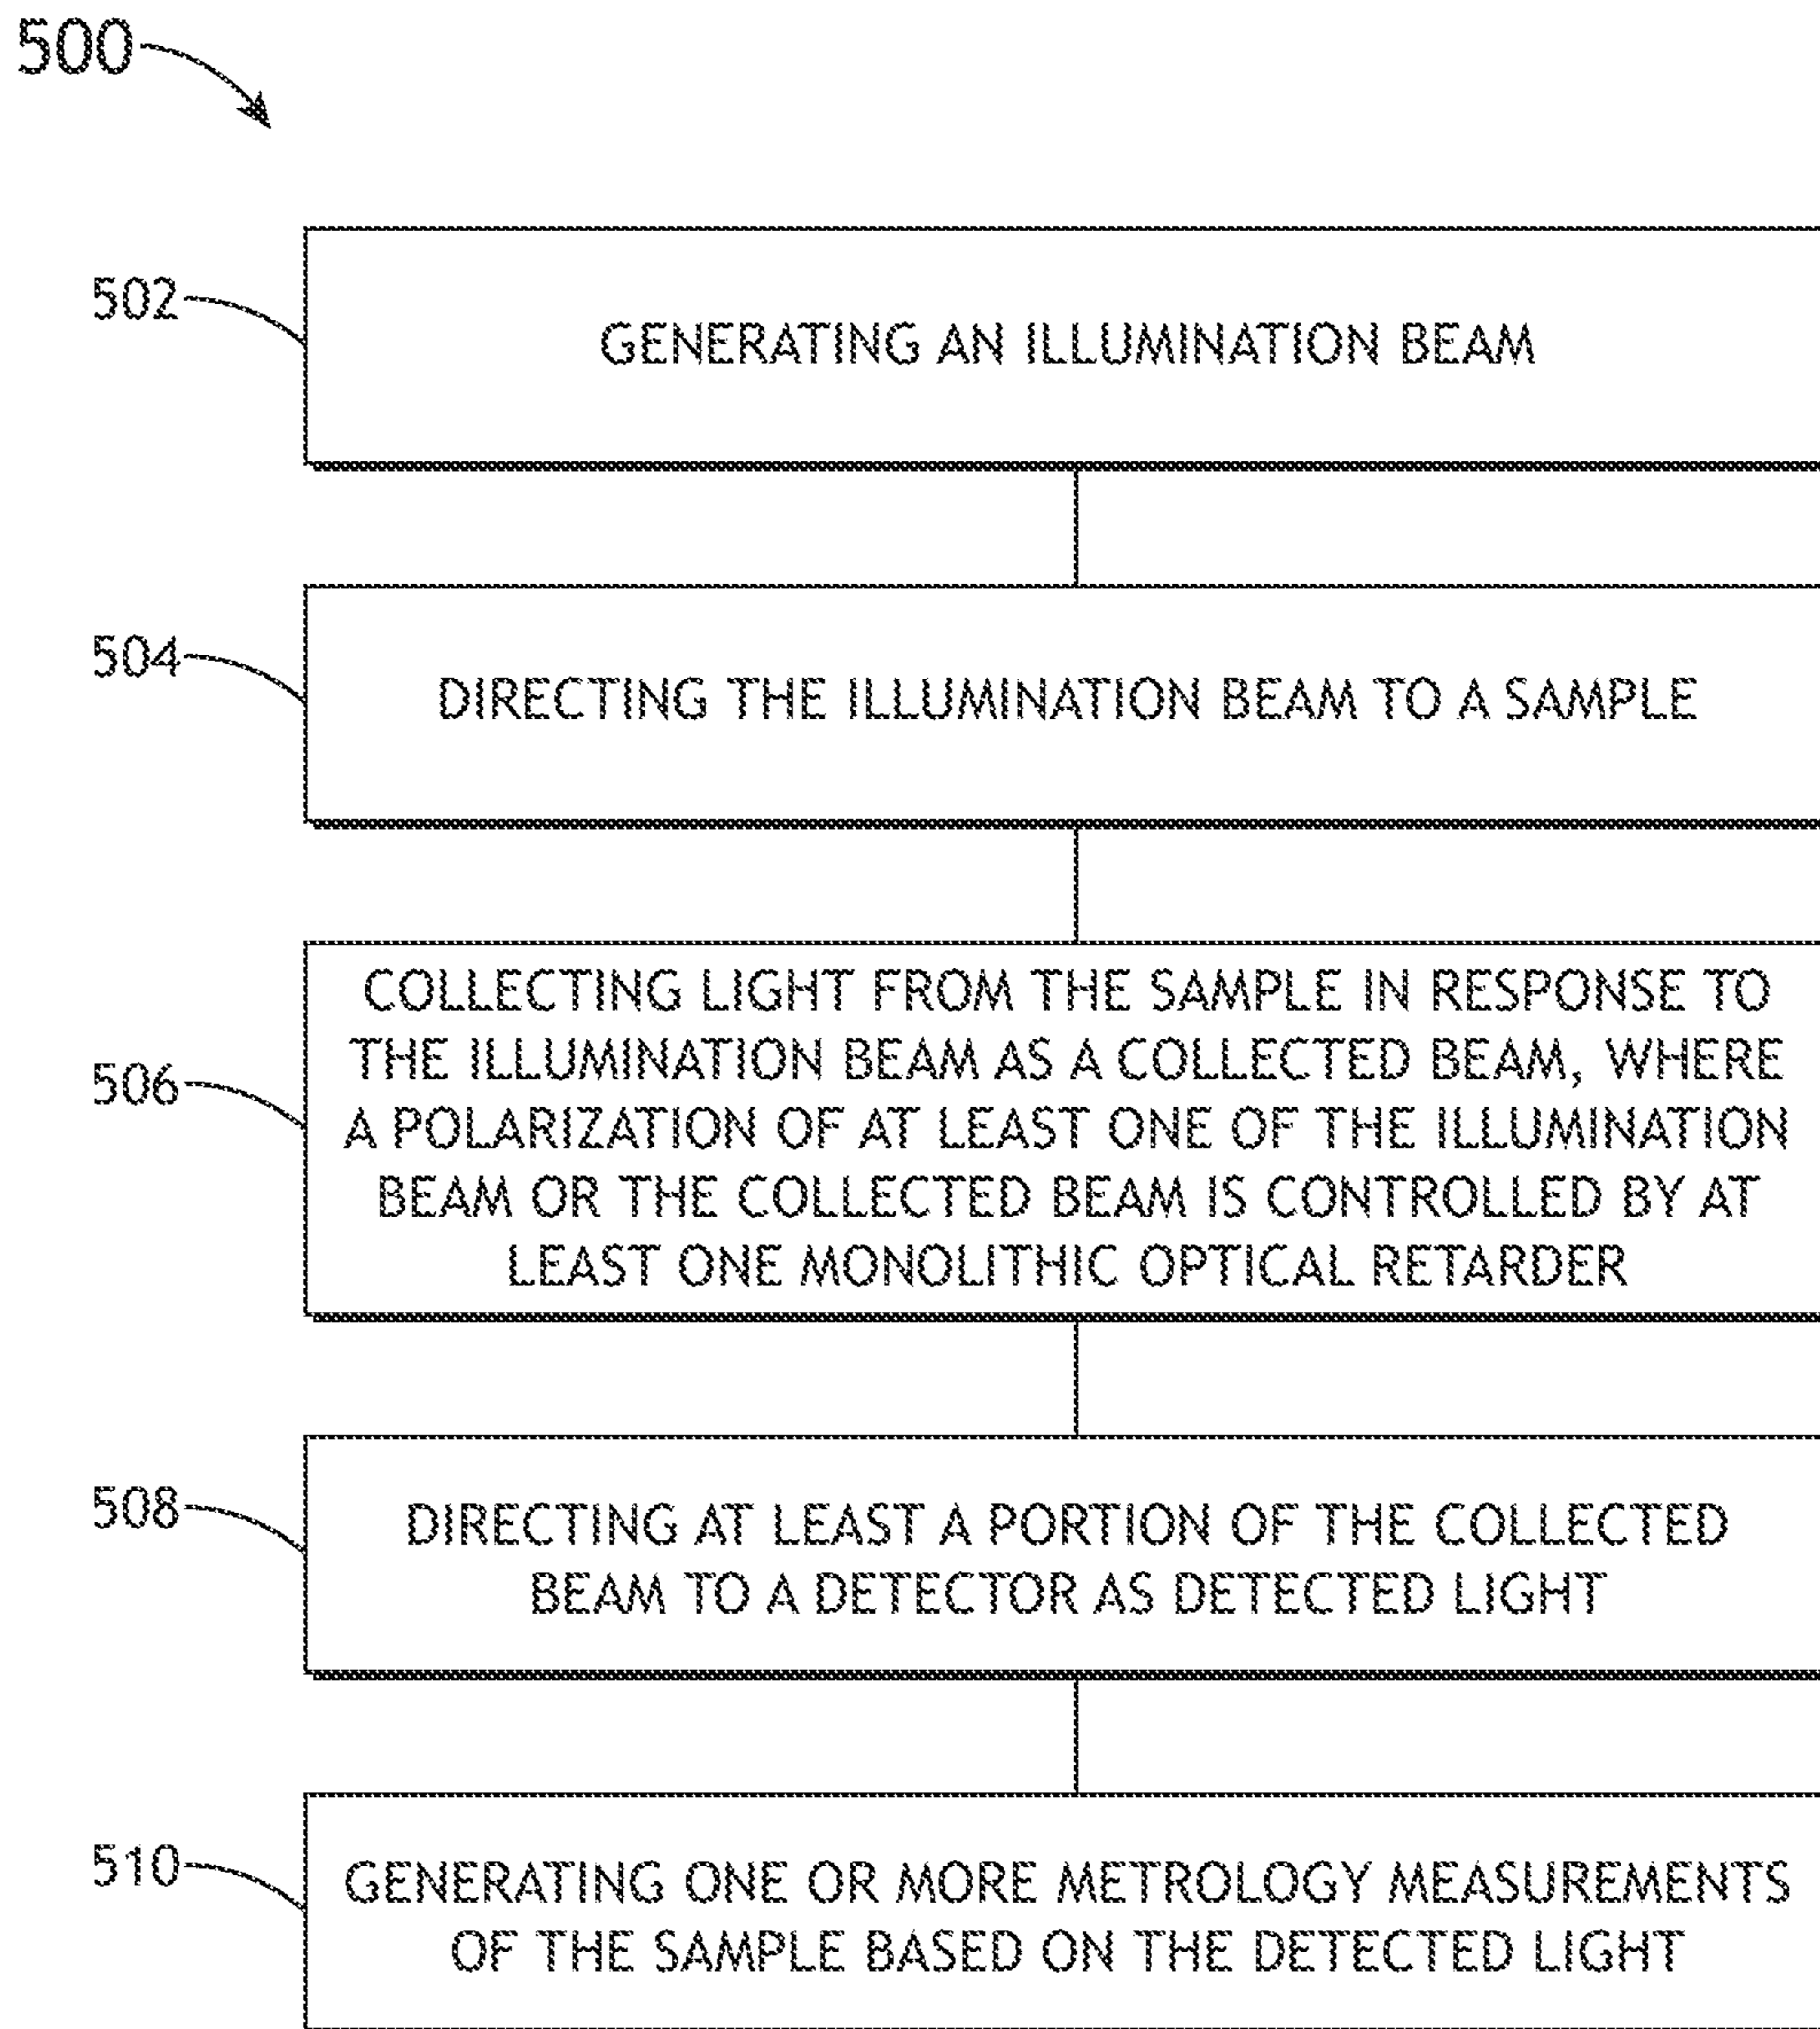 500
502
GENERATING AN ILLUMINATION BEAM
504
DIRECTING THE ILLUMINATION BEAM TO A SAMPLE
506
COLLECTING LIGHT FROM THE SAMPLE IN RESPONSE TO
THE ILLUMINATION BEAM AS A COLLECTED BEAM, WHERE
A POLARIZATION OF AT LEAST ONE OF THE ILLUMINATION
BEAM OR THE COLLECTED BEAM IS CONTROLLED BY AT
LEAST ONE MONOLITHIC OPTICAL RETARDER
508
DIRECTING AT LEAST A PORTION OF THE COLLECTED
BEAM TO A DETECTOR AS DETECTED LIGHT
510
GENERATING ONE OR MORE METROLOGY MEASUREMENTS
OF THE SAMPLE BASED ON THE DETECTED LIGHT